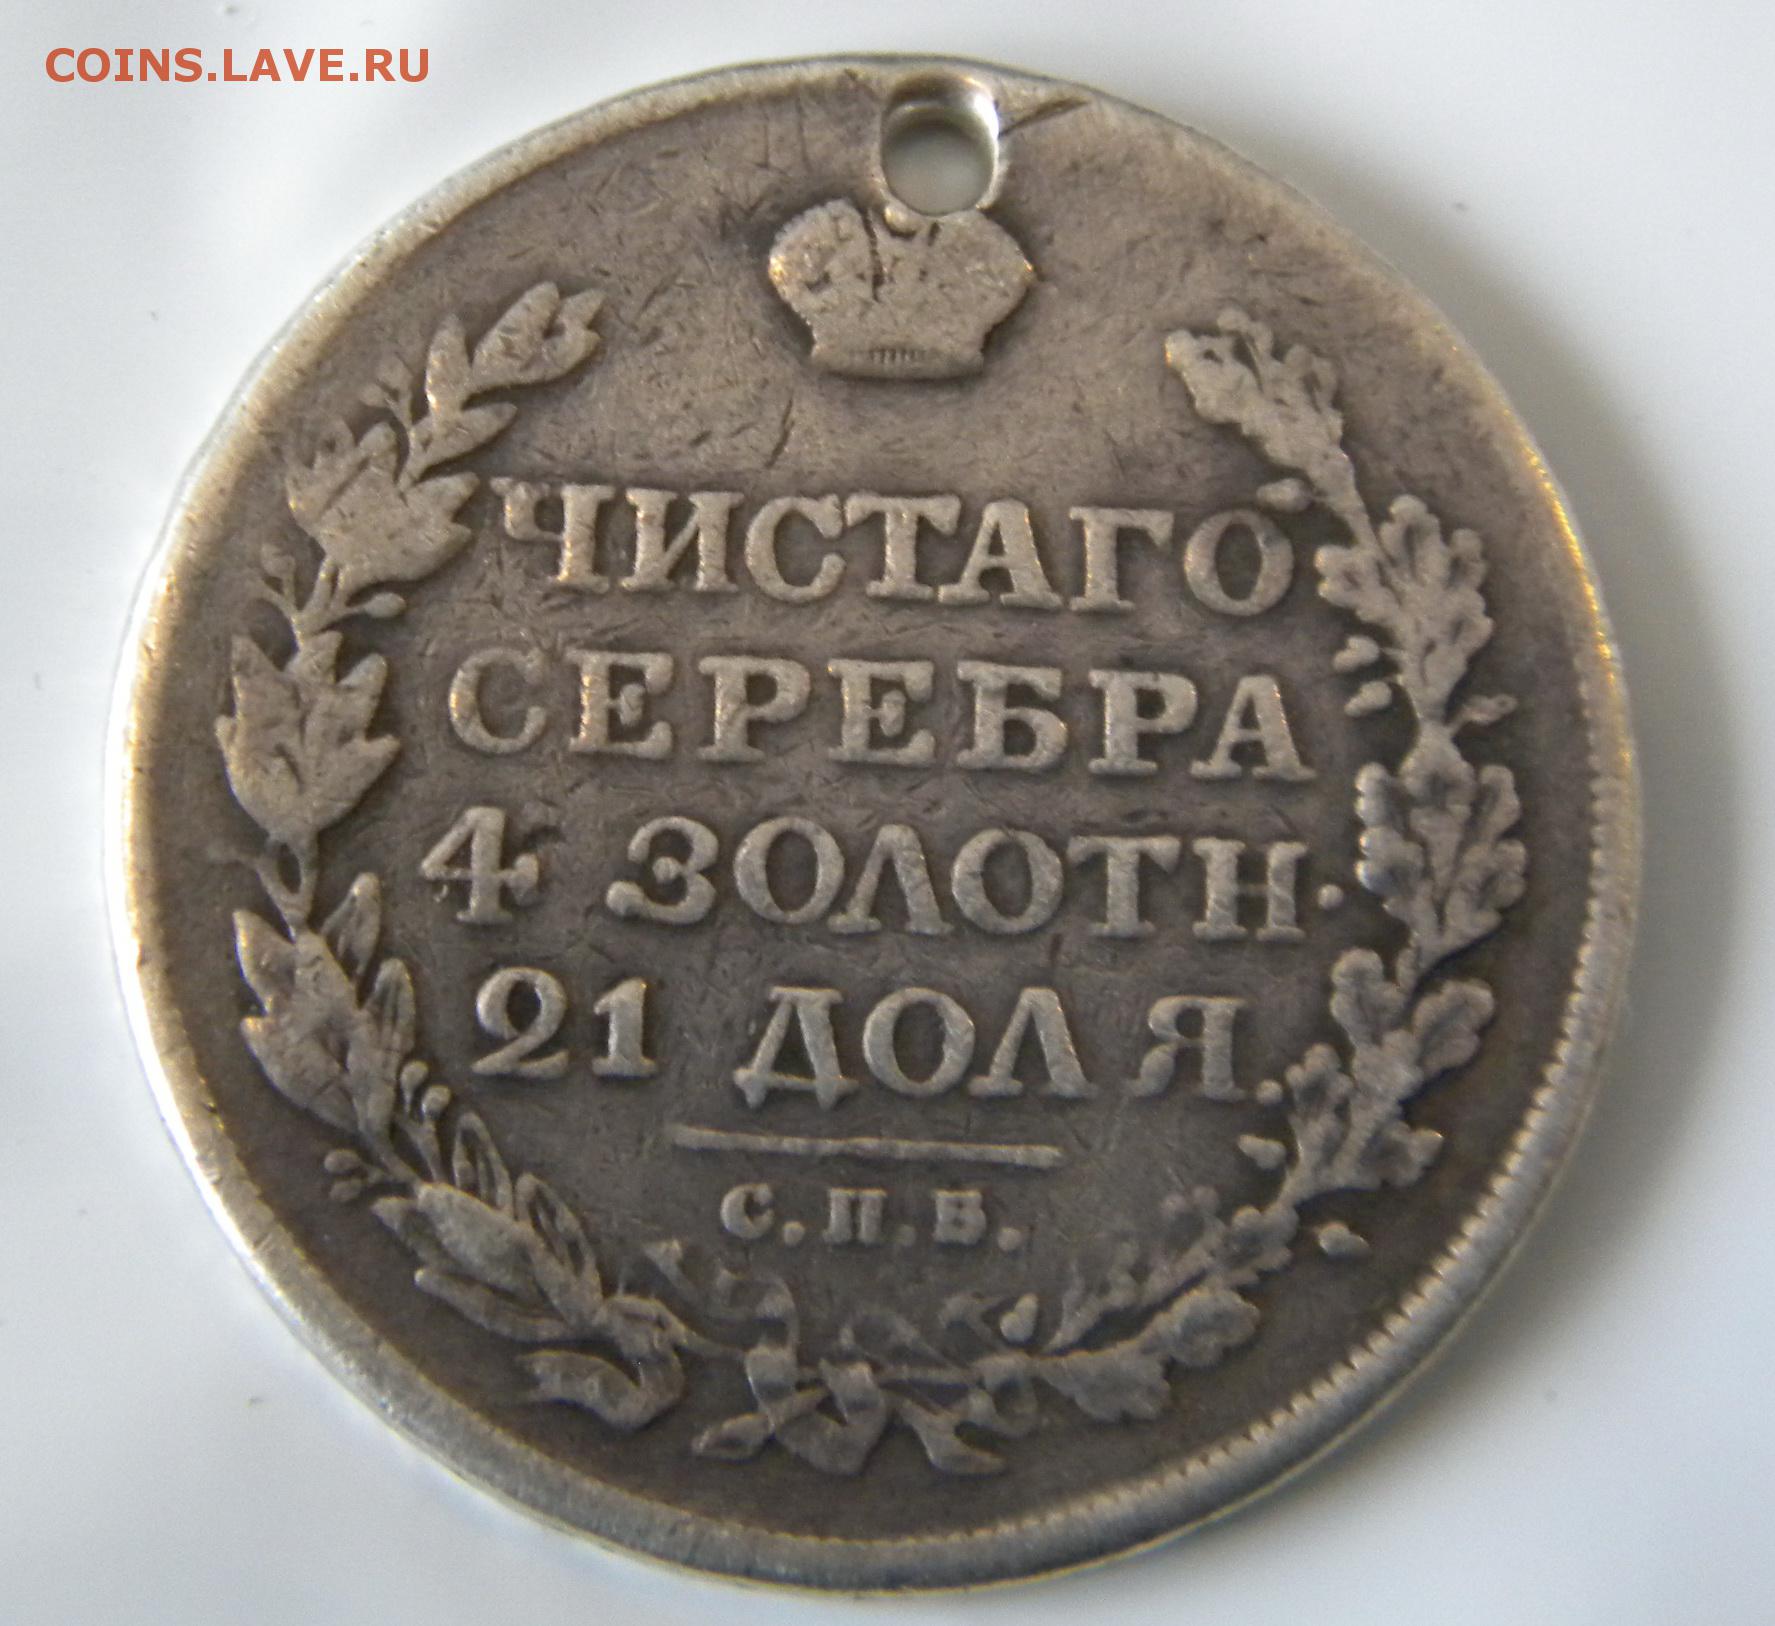 COINS.LAVE.RU
ЧИСТАГО
СЕРЕБРА
4 ЗОЛОТН.
21 ДОЛЯ.
С.П.Б.